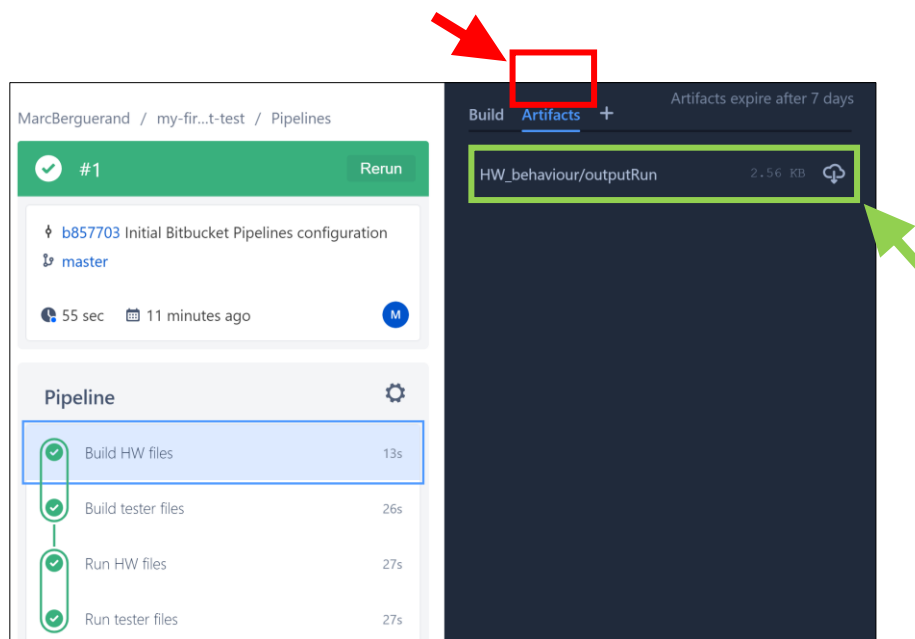 MarcBerguerand / my-fir...t-test / Pipelines
#1 Rerun
b857703 Initial Bitbucket Pipelines configuration
master
55 sec 11 minutes ago M
Pipeline
Build HW files 13s
Build tester files 26s
Run HW files 27s
Run tester files 27s
Artifacts expire after 7 days
Build Artifacts +
HW_behaviour/outputRun 2.56 KB